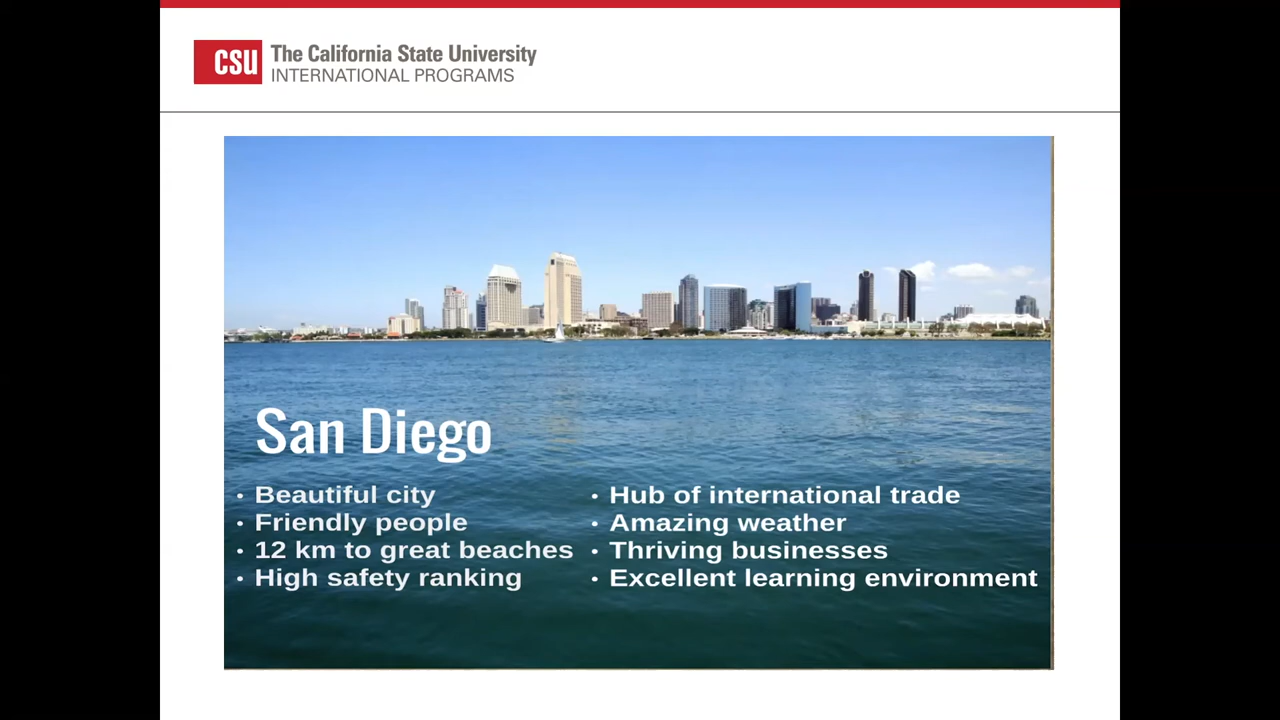 CSU
The California State University
INTERNATIONAL PROGRAMS
San Diego
• Beautiful city
• Friendly people
• 12 km to great beaches
• High safety ranking
• Hub of international trade
• Amazing weather
• Thriving businesses
• Excellent learning environment